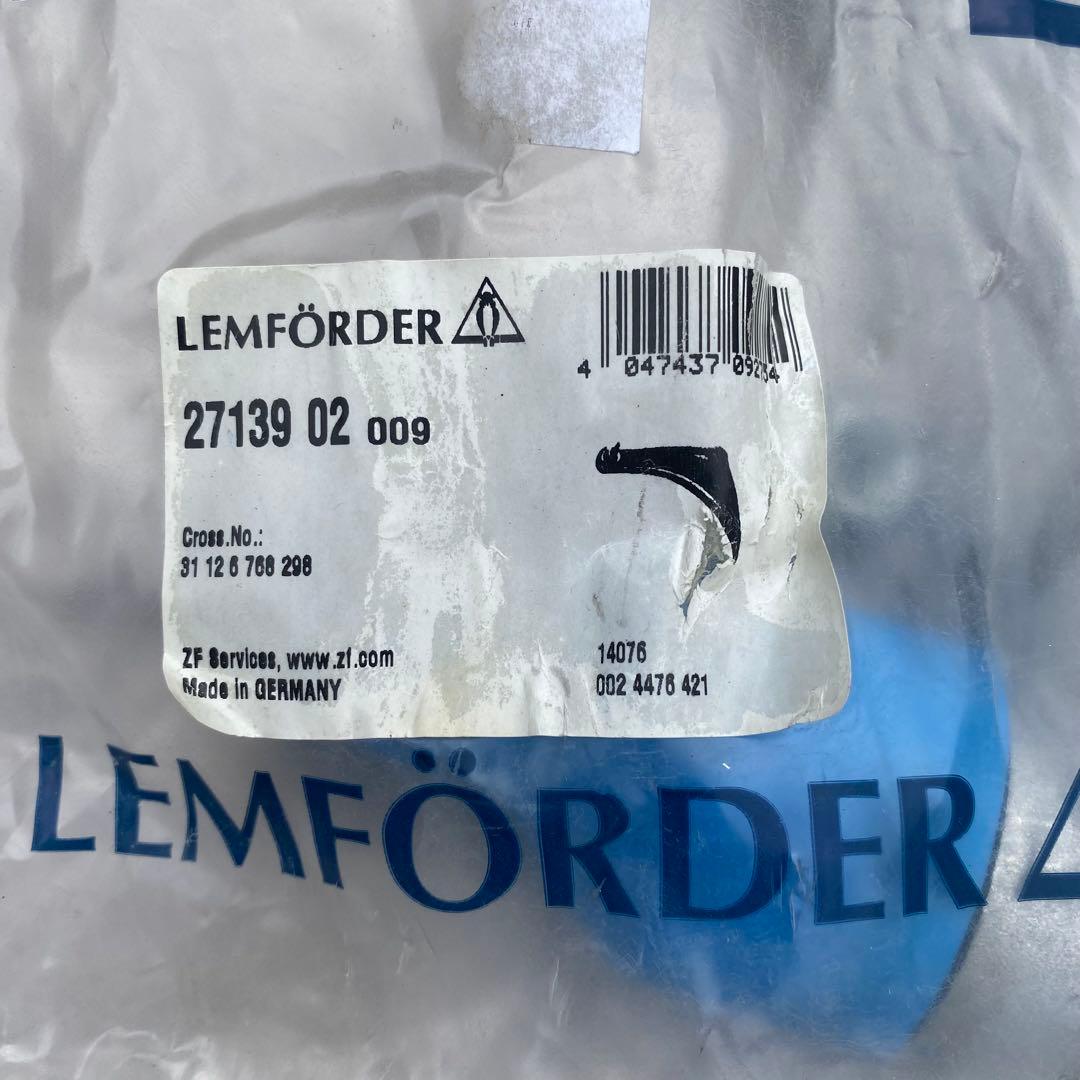 LEMFÖRDER
4 047437
27139 02 009
Cross.No.:
31 12 6 768 298
ZF Services, www.zf.com
Made in GERMANY
14076
002 4476 421
LEMFÖRDER